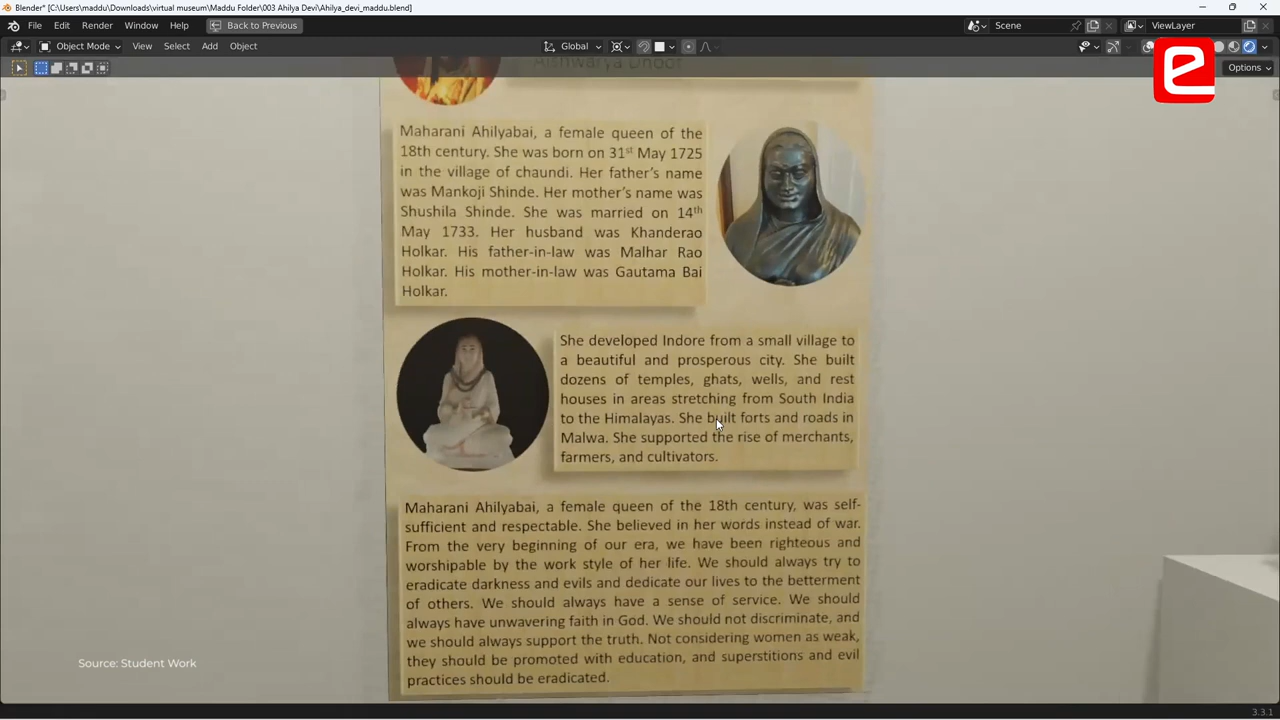 Blender* [C:\Users\maddu\Downloads\virtual museum\Maddu Folder\003 Ahilya Devi\Ahilya_devi_maddu.blend]
File Edit Render Window Help Back to Previous Scene ViewLayer
Object Mode View Select Add Object Global
Options
e
Aishwarya Dhoot
Maharani Ahilyabai, a female queen of the
18th century. She was born on 31st May 1725
in the village of chaundi. Her father's name
was Mankoji Shinde. Her mother's name was
Shushila Shinde. She was married on 14th
May 1733. Her husband was Khanderao
Holkar. His father-in-law was Malhar Rao
Holkar. His mother-in-law was Gautama Bai
Holkar.
She developed Indore from a small village to
a beautiful and prosperous city. She built
dozens of temples, ghats, wells, and rest
houses in areas stretching from South India
to the Himalayas. She built forts and roads in
Malwa. She supported the rise of merchants,
farmers, and cultivators.
Maharani Ahilyabai, a female queen of the 18th century, was self-
sufficient and respectable. She believed in her words instead of war.
From the very beginning of our era, we have been righteous and
worshipable by the work style of her life. We should always try to
eradicate darkness and evils and dedicate our lives to the betterment
of others. We should always have a sense of service. We should
always have unwavering faith in God. We should not discriminate, and
we should always support the truth. Not considering women as weak,
they should be promoted with education, and superstitions and evil
practices should be eradicated.
Source: Student Work
3.3.1